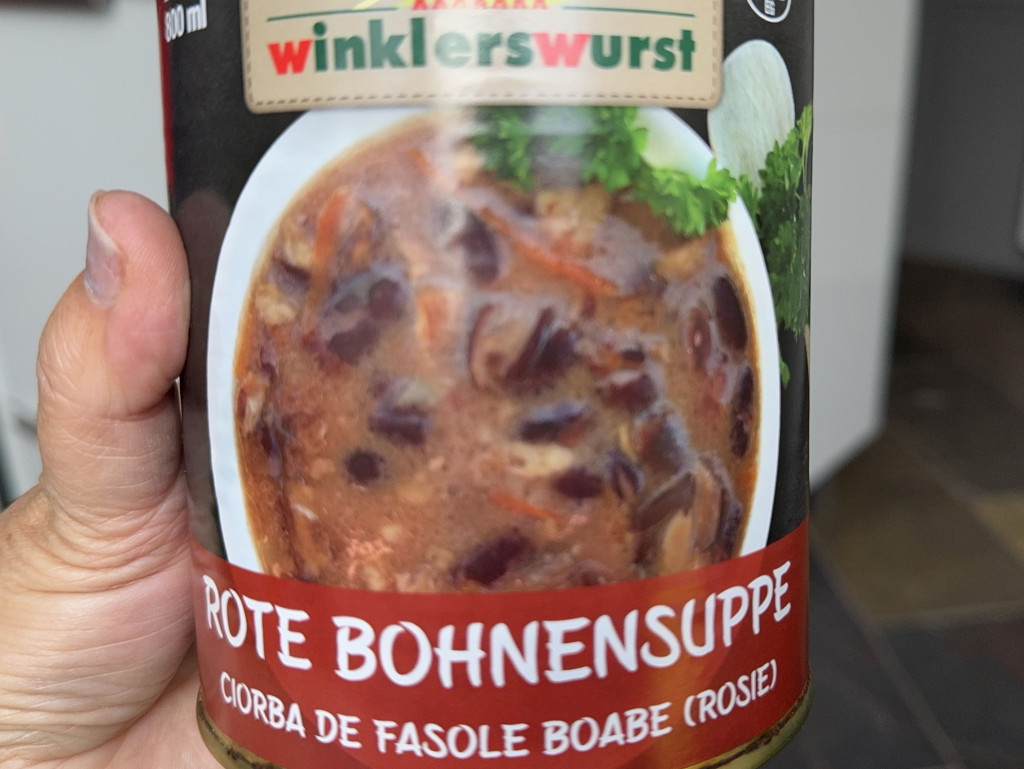 800 ml
winklerswurst
ROTE BOHNENSUPPE
CIORBA DE FASOLE BOABE (ROSIE)